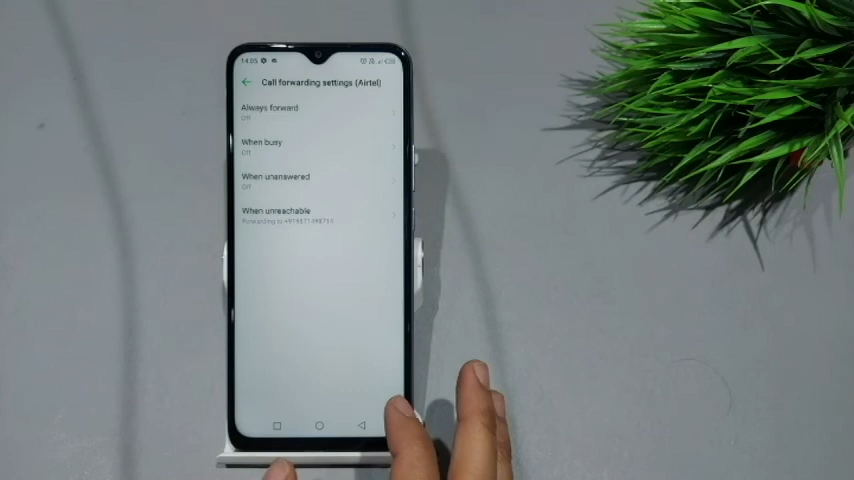 14:05
Call forwarding settings (Airtel)
Always forward
Off
When busy
Off
When unanswered
Off
When unreachable
Forwarding to